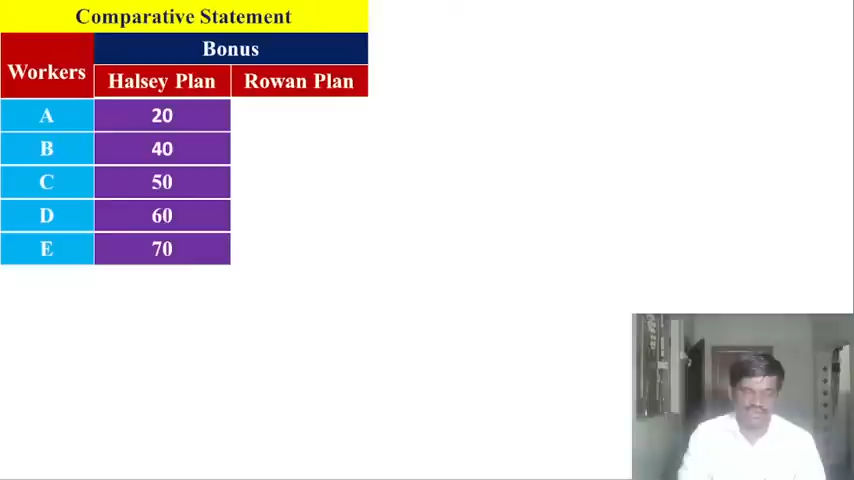 Comparative Statement
Bonus
Workers
Halsey Plan Rowan Plan
A 20
B 40
C 50
D 60
E 70